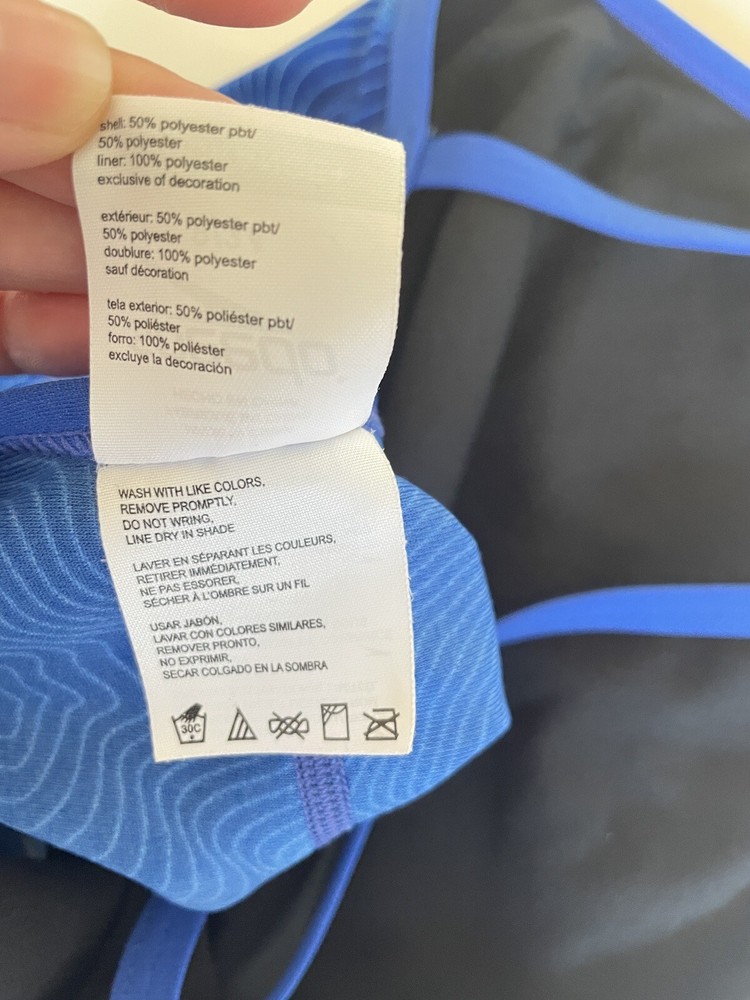 shell: 50% polyester pbt/
50% polyester
liner: 100% polyester
exclusive of decoration
extérieur: 50% polyester pbt/
50% polyester
doublure: 100% polyester
sauf décoration
tela exterior: 50% poliéster pbt/
50% poliéster
forro: 100% poliéster
excluye la decoración
WASH WITH LIKE COLORS,
REMOVE PROMPTLY,
DO NOT WRING,
LINE DRY IN SHADE
LAVER EN SÉPARANT LES COULEURS,
RETIRER IMMÉDIATEMENT,
NE PAS ESSORER,
SÉCHER À L'OMBRE SUR UN FIL
USAR JABÓN,
LAVAR CON COLORES SIMILARES,
REMOVER PRONTO,
NO EXPRIMIR,
SECAR COLGADO EN LA SOMBRA
30C